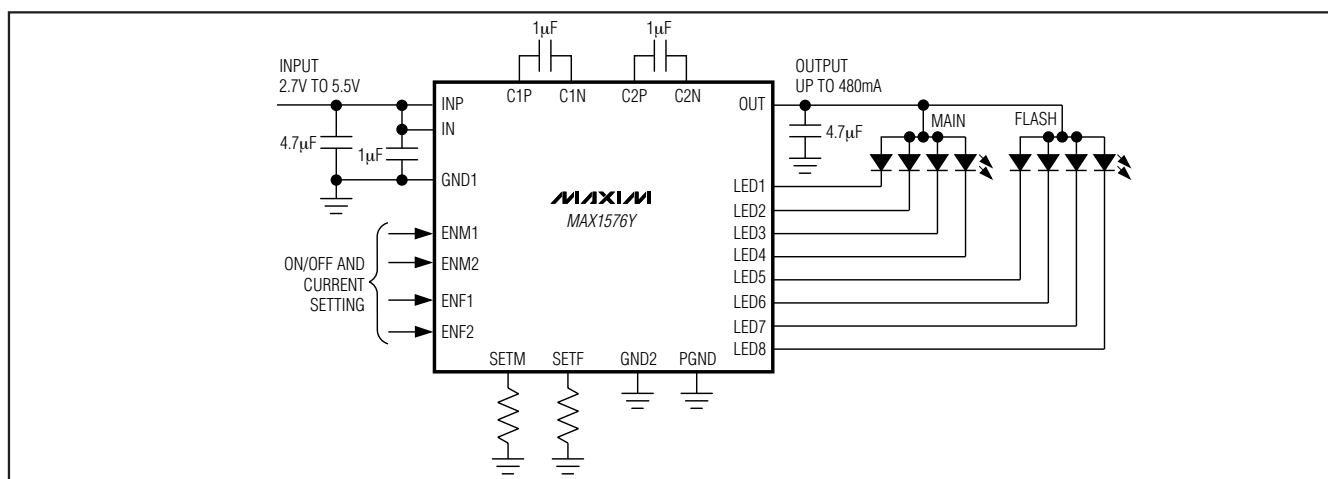 1µF
1µF
INPUT
2.7V TO 5.5V
OUTPUT
UP TO 480mA
C1P C1N C2P C2N
INP
OUT
MAIN
FLASH
IN
4.7µF
1µF
4.7µF
GND1
LED1
MAXIM
MAX1576Y
LED2
ENM1
LED3
ENM2
LED4
ON/OFF AND
CURRENT
SETTING
LED5
ENF1
LED6
ENF2
LED7
LED8
SETM SETF GND2 PGND